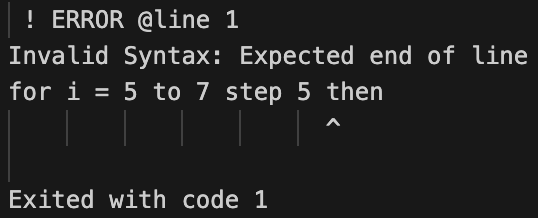 ! ERROR @line 1
Invalid Syntax: Expected end of line
for i = 5 to 7 step 5 then
^
Exited with code 1